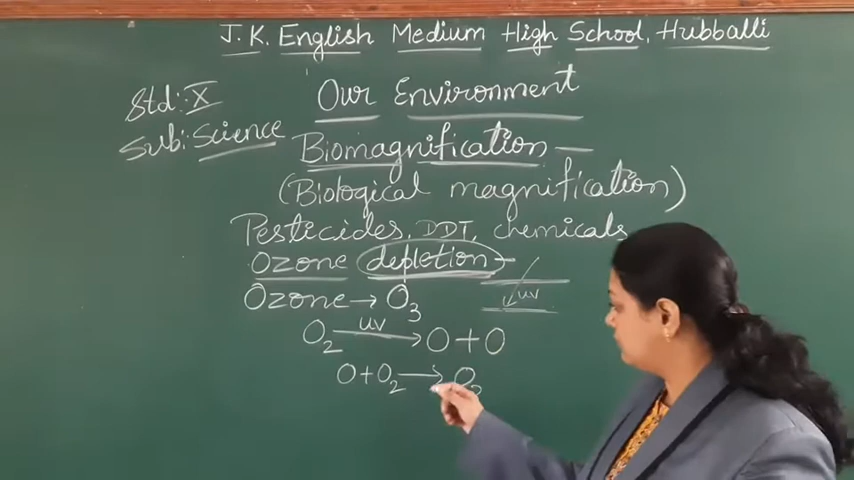 J.K. English Medium High School, Hubballi
Std: X
Our Environment
Sub: Science
Biomagnification —
(Biological magnification)
Pesticides, DDT, chemicals
Ozone depletion —
Ozone → O3
uv
O2 uv→ O + O
O + O2 →